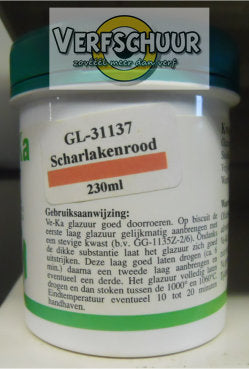 VERFSCHUUR
zoveel meer dan verf
GL-31137
Scharlakenrood
230ml
Gebruiksaanwijzing:
Ve-Ka glazuur goed doorroeren. Op biscuit de
eerste laag glazuur gelijkmatig aanbrengen met
een stevige kwast (b.v. GG-1135Z-2/6). Ondanks
de dikke substantie laat het glazuur zich goed
uitstrijken. Deze laag goed laten drogen (ca.
min.) daarna een tweede laag aanbrengen en
eventueel een derde. Het glazuur volledig laten
drogen en dan stoken tussen de 1000° en 1060°C.
Eindtemperatuur eventueel 10 tot 20 minuten
handhaven.